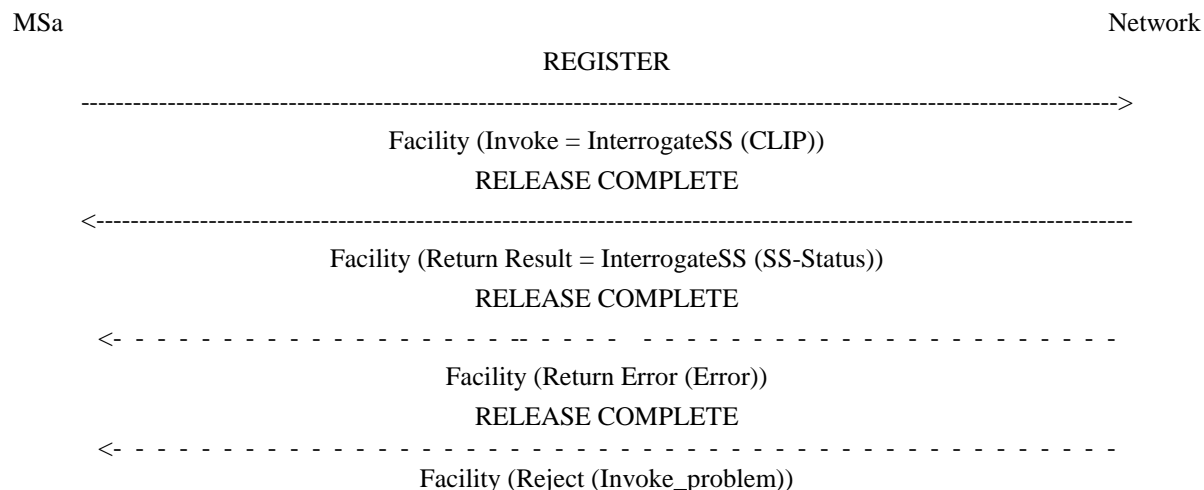 MSa Network
REGISTER
Facility (Invoke = InterrogateSS (CLIP))
RELEASE COMPLETE
Facility (Return Result = InterrogateSS (SS-Status))
RELEASE COMPLETE
Facility (Return Error (Error))
RELEASE COMPLETE
Facility (Reject (Invoke_problem))